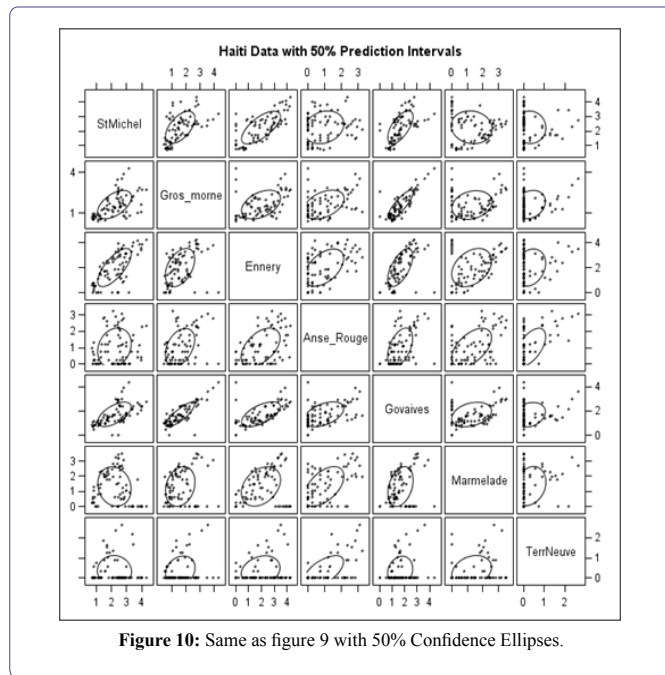 Haiti Data with 50% Prediction Intervals
1 2 3 4 0 1 2 3 0 1 2 3
StMichel 4 3 2 1
4 1 Gros_morne
Ennery 4 2 0
3 2 1 0 Anse_Rouge
Govaives 4 2 0
3 2 1 0 Marmelade
TerrNeuve 2 1 0
1 2 3 4 0 1 2 3 4 0 1 2 3 4 0 1 2
Figure 10: Same as figure 9 with 50% Confidence Ellipses.